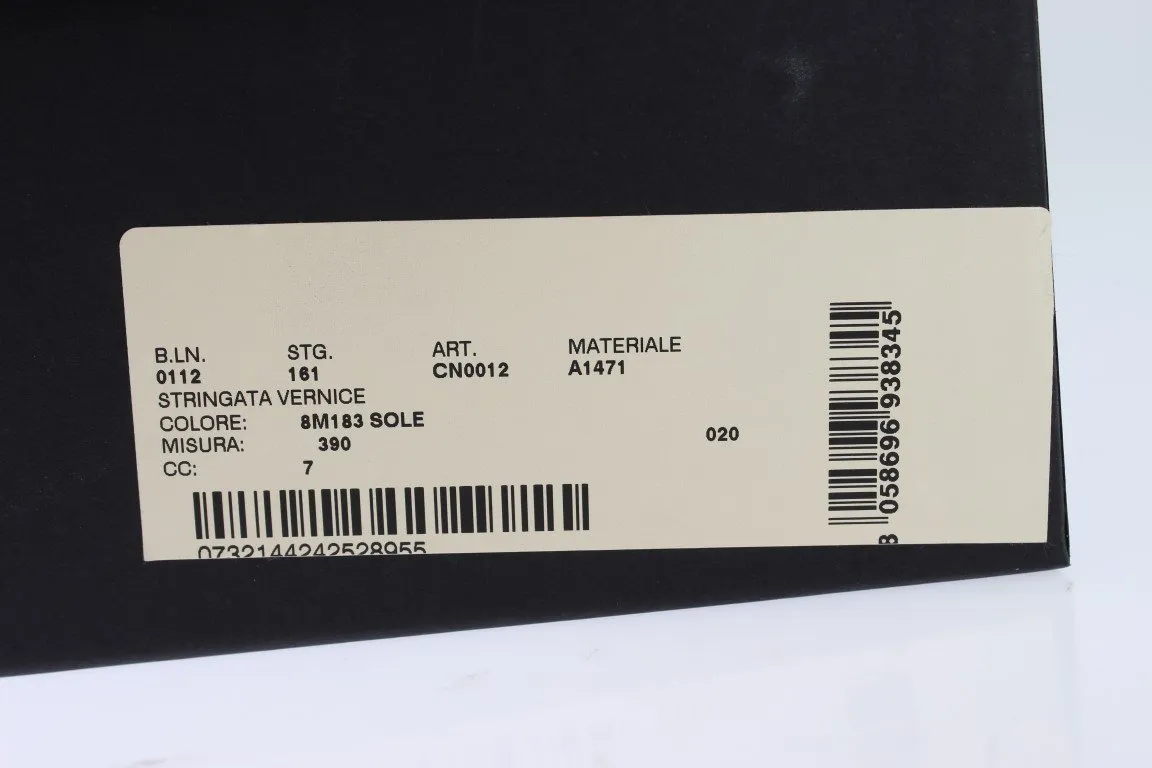 B.LN. STG. ART. MATERIALE
0112 161 CN0012 A1471
STRINGATA VERNICE
COLORE: 8M183 SOLE
MISURA: 390 020
CC: 7
0732144242528955
8 058696 938345